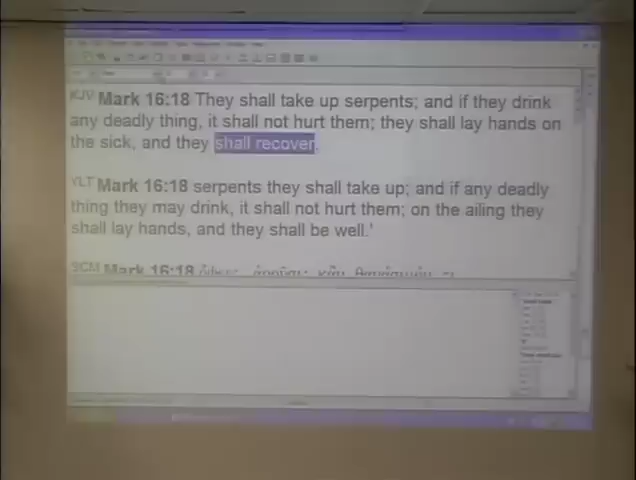 KJV Mark 16:18 They shall take up serpents; and if they drink
any deadly thing, it shall not hurt them; they shall lay hands on
the sick, and they shall recover.
YLT Mark 16:18 serpents they shall take up; and if any deadly
thing they may drink, it shall not hurt them; on the ailing they
shall lay hands, and they shall be well.'
SCM Mark 16:18